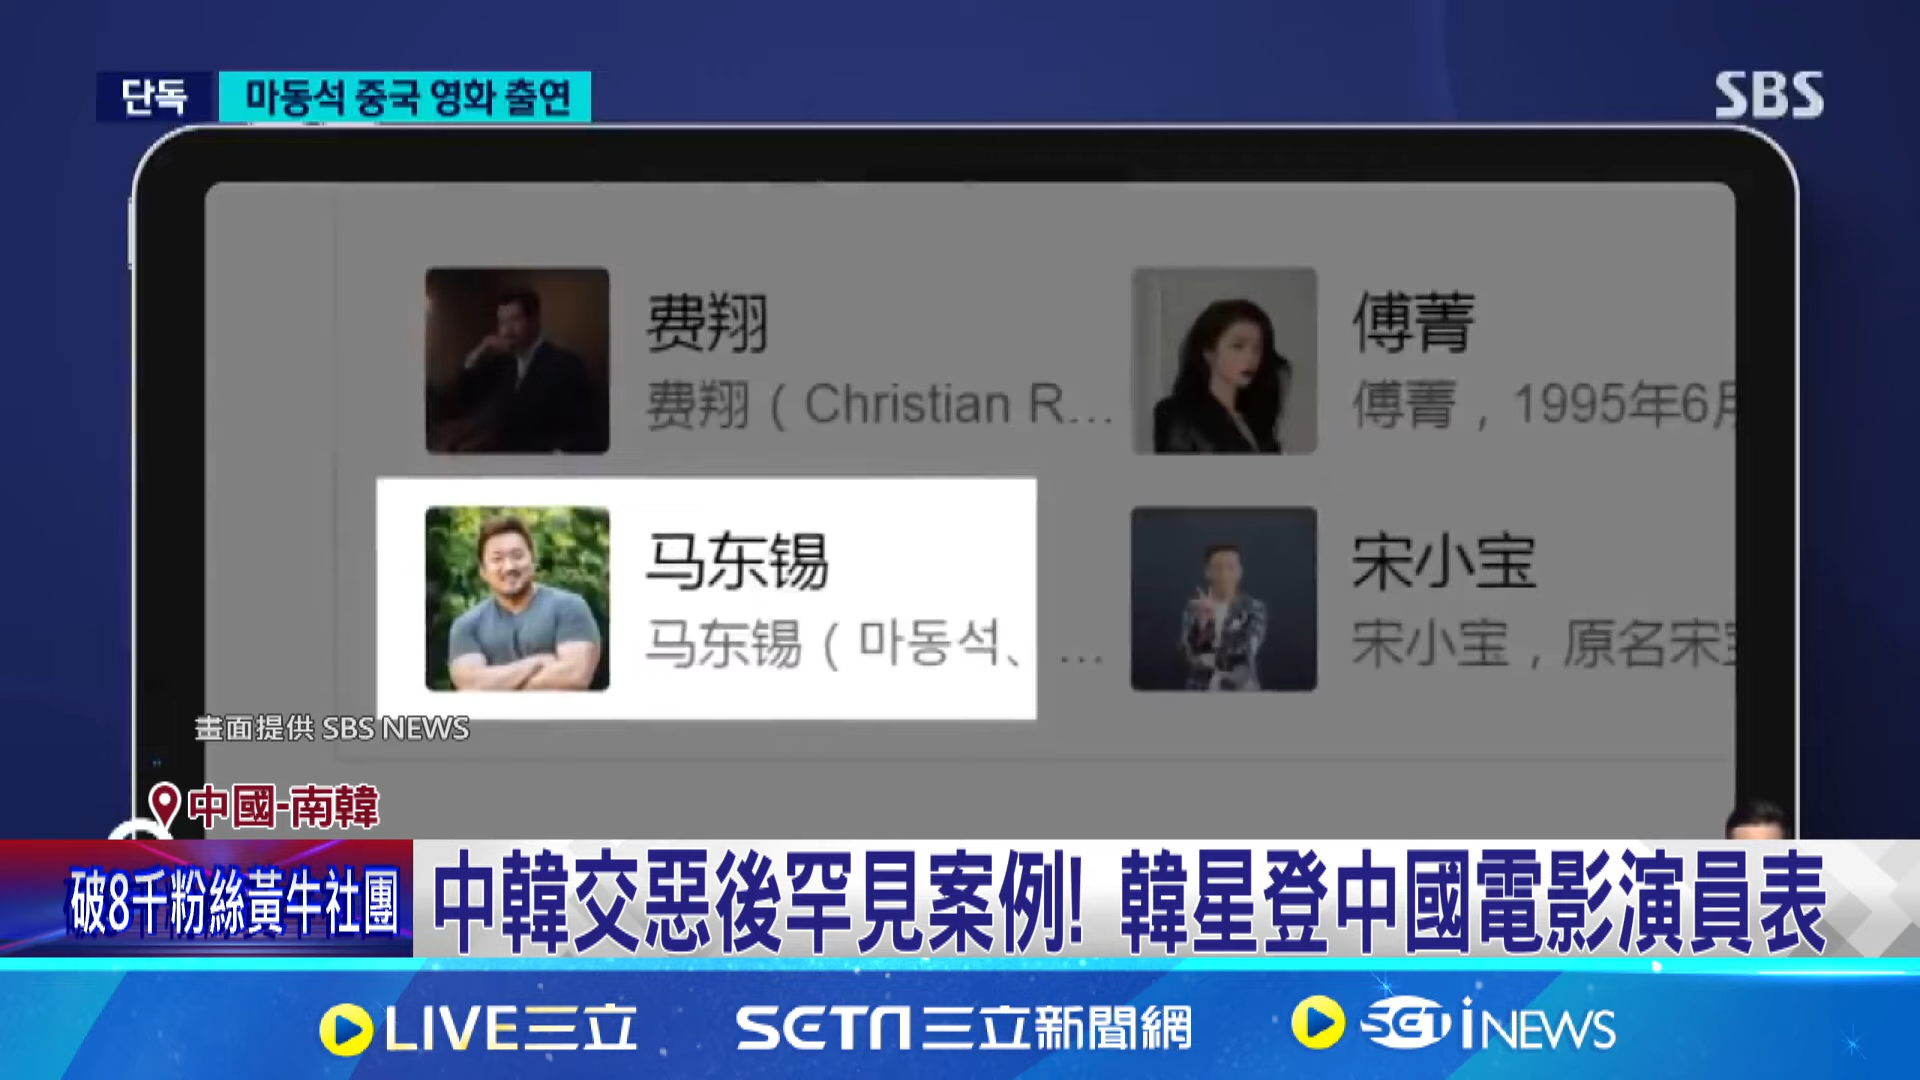 단독 마동석 중국 영화 출연
SBS
费翔
费翔（Christian R...
傅菁
傅菁，1995年6月
马东锡
马东锡（마동석、...
宋小宝
宋小宝，原名宋宝
畫面提供 SBS NEWS
中國-南韓
破8千粉絲黃牛社團
中韓交惡後罕見案例! 韓星登中國電影演員表
LIVE三立
SETN三立新聞網
SETiNEWS